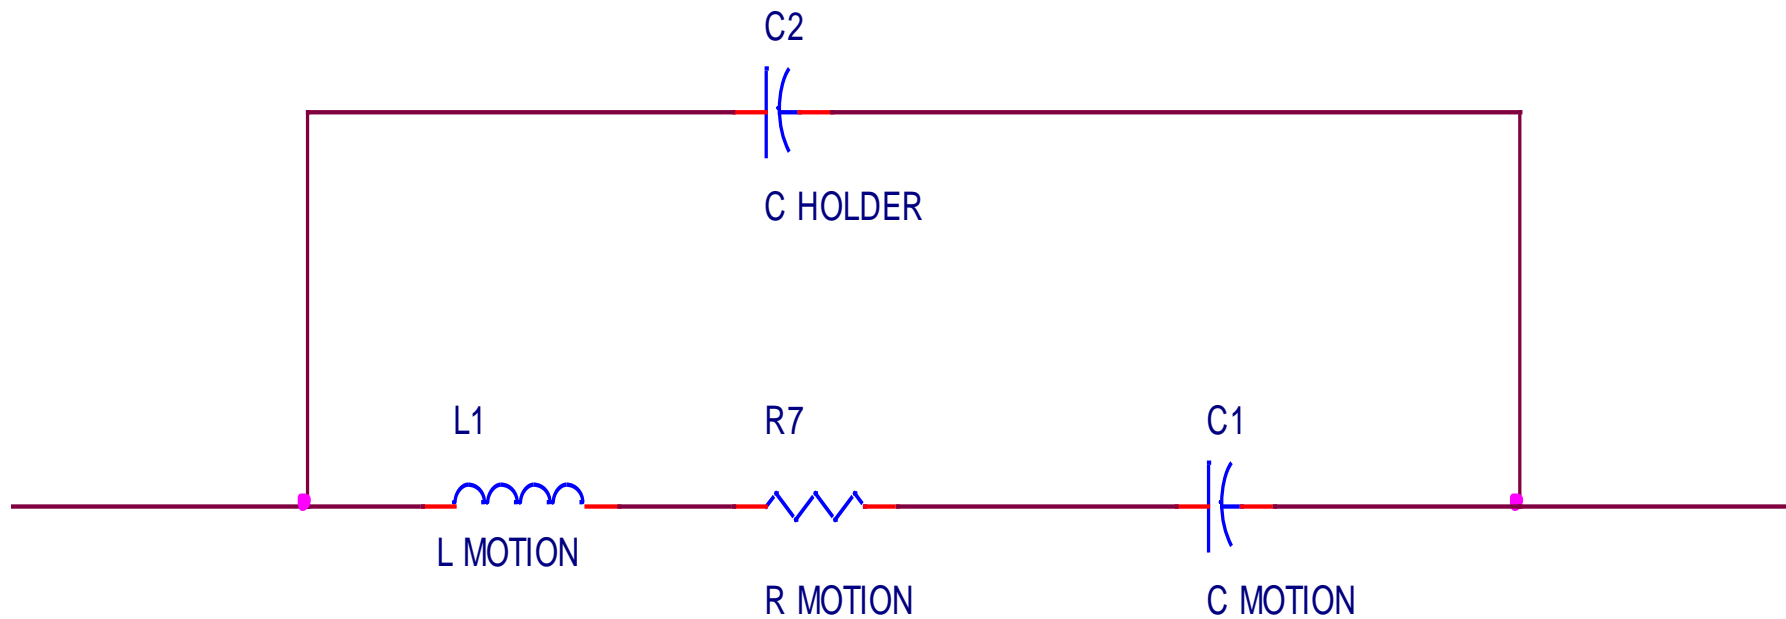 C2
C HOLDER
L1
R7
C1
L MOTION
R MOTION
C MOTION